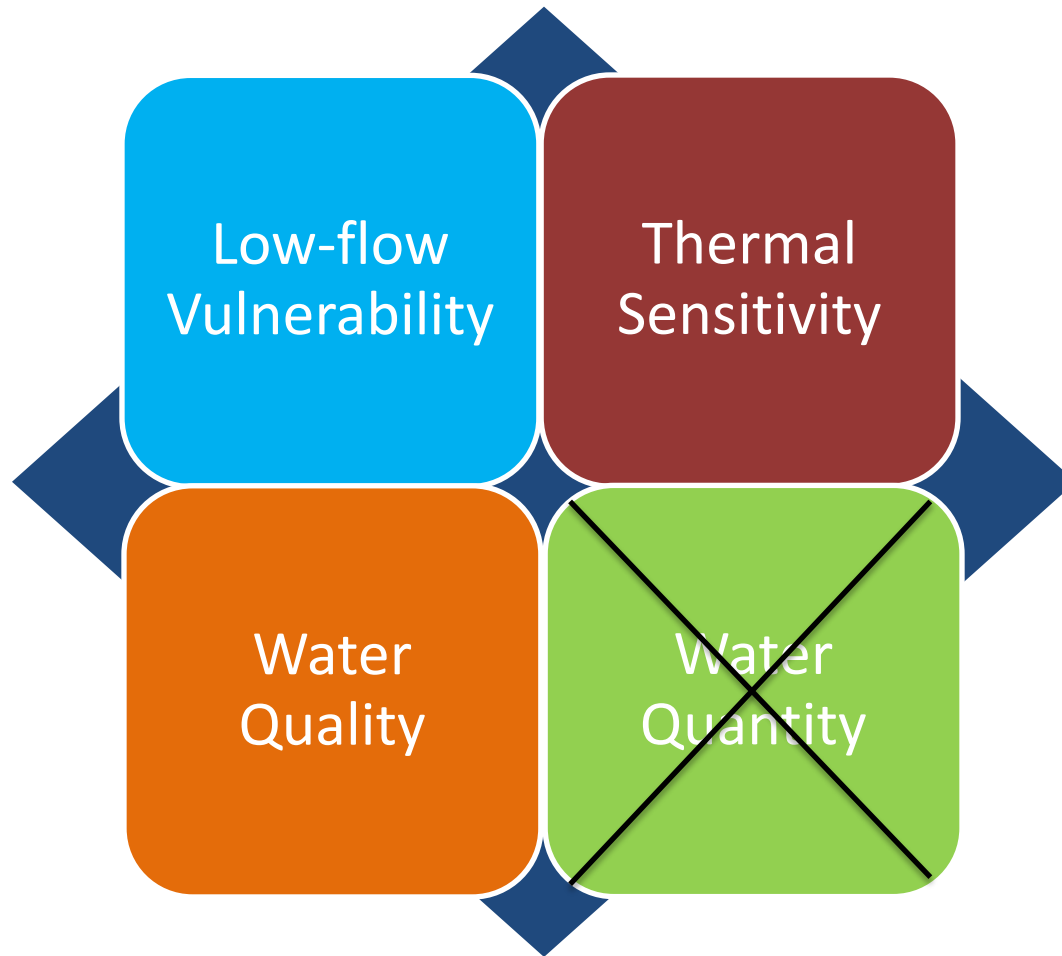 Low-flow
Vulnerability
Thermal
Sensitivity
Water
Quality
Water
Quantity